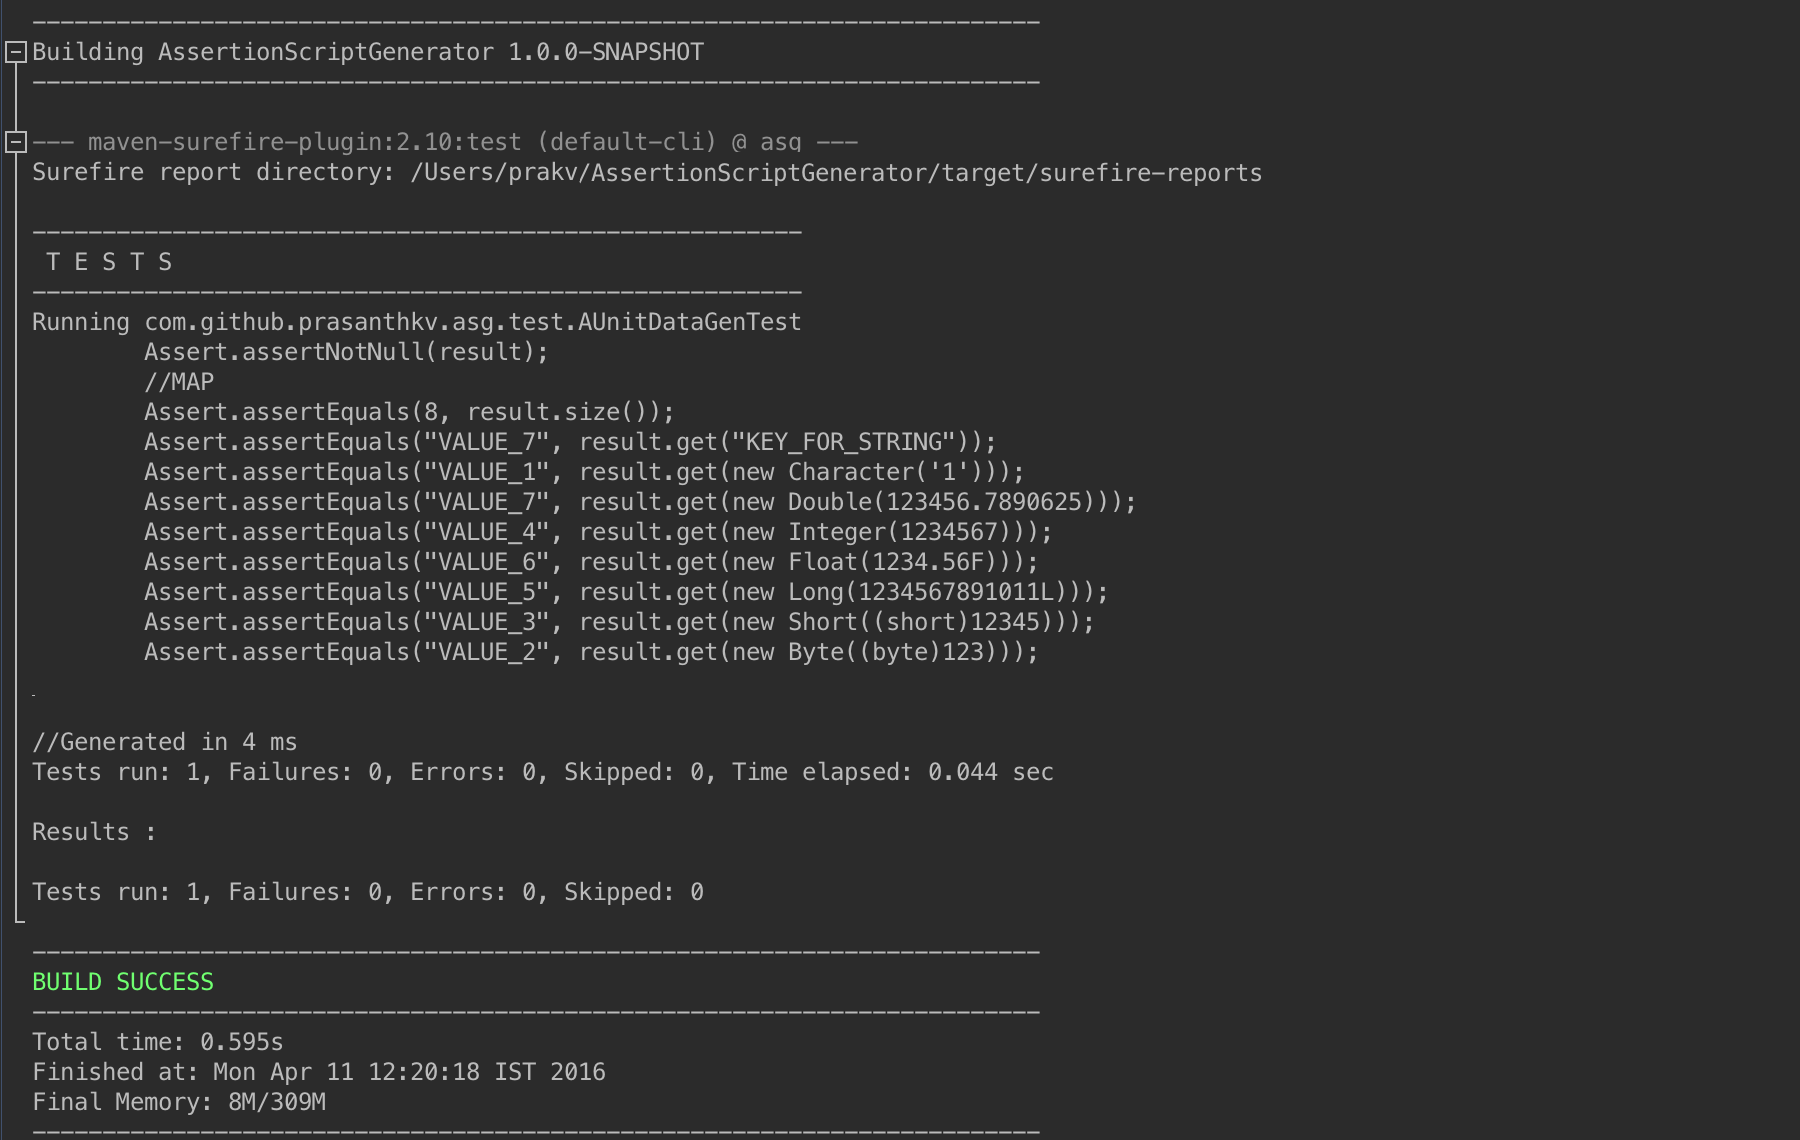 ------------------------------------------------------------------------
Building AssertionScriptGenerator 1.0.0-SNAPSHOT
------------------------------------------------------------------------
--- maven-surefire-plugin:2.10:test (default-cli) @ asg ---
Surefire report directory: /Users/prakv/AssertionScriptGenerator/target/surefire-reports
-------------------------------------------------------
 T E S T S
-------------------------------------------------------
Running com.github.prasanthkv.asg.test.AUnitDataGenTest
        Assert.assertNotNull(result);
        //MAP
        Assert.assertEquals(8, result.size());
        Assert.assertEquals("VALUE_7", result.get("KEY_FOR_STRING"));
        Assert.assertEquals("VALUE_1", result.get(new Character('1')));
        Assert.assertEquals("VALUE_7", result.get(new Double(123456.7890625)));
        Assert.assertEquals("VALUE_4", result.get(new Integer(1234567)));
        Assert.assertEquals("VALUE_6", result.get(new Float(1234.56F)));
        Assert.assertEquals("VALUE_5", result.get(new Long(1234567891011L)));
        Assert.assertEquals("VALUE_3", result.get(new Short((short)12345)));
        Assert.assertEquals("VALUE_2", result.get(new Byte((byte)123)));
//Generated in 4 ms
Tests run: 1, Failures: 0, Errors: 0, Skipped: 0, Time elapsed: 0.044 sec
Results :
Tests run: 1, Failures: 0, Errors: 0, Skipped: 0
------------------------------------------------------------------------
BUILD SUCCESS
------------------------------------------------------------------------
Total time: 0.595s
Finished at: Mon Apr 11 12:20:18 IST 2016
Final Memory: 8M/309M
------------------------------------------------------------------------